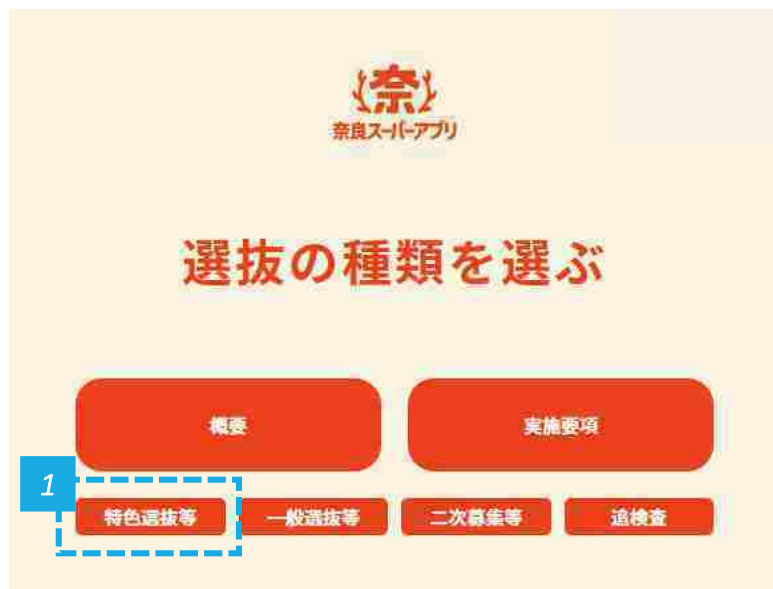 奈
奈良スーパーアプリ
選抜の種類を選ぶ
概要
実施要項
1
特色選抜等
一般選抜等
二次募集等
追検査